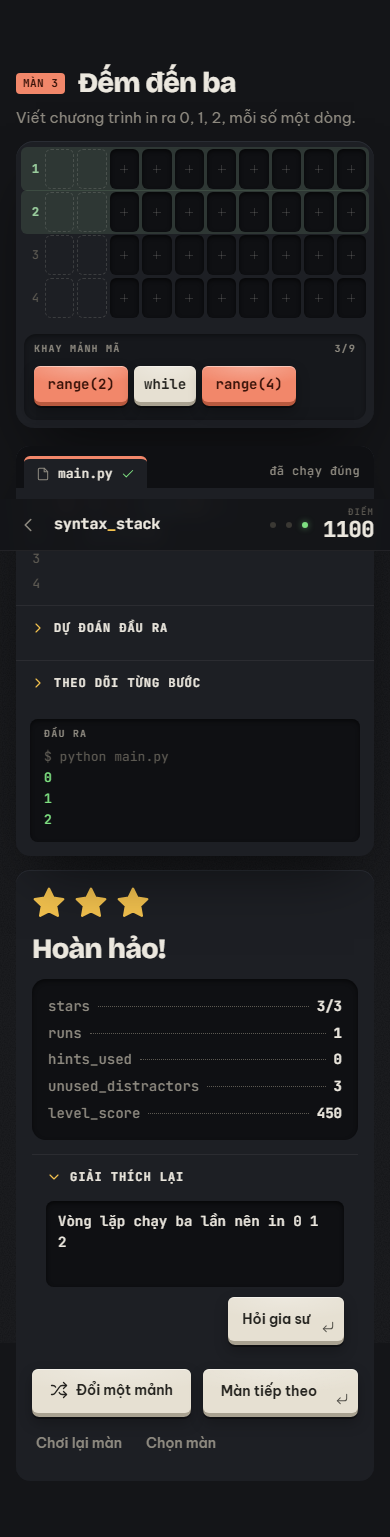 MÀN 3 Đếm đến ba
Viết chương trình in ra 0, 1, 2, mỗi số một dòng.
1
2
3
4
KHAY MẢNH MÃ 3/9
range(2) while range(4)
main.py đã chạy đúng
syntax_stack ĐIỂM 1100
3
4
DỰ ĐOÁN ĐẦU RA
THEO DÕI TỪNG BƯỚC
ĐẦU RA
$ python main.py
0
1
2
Hoàn hảo!
stars 3/3
runs 1
hints_used 0
unused_distractors 3
level_score 450
GIẢI THÍCH LẠI
Vòng lặp chạy ba lần nên in 0 1
2
Hỏi gia sư
Đổi một mảnh Màn tiếp theo
Chơi lại màn Chọn màn